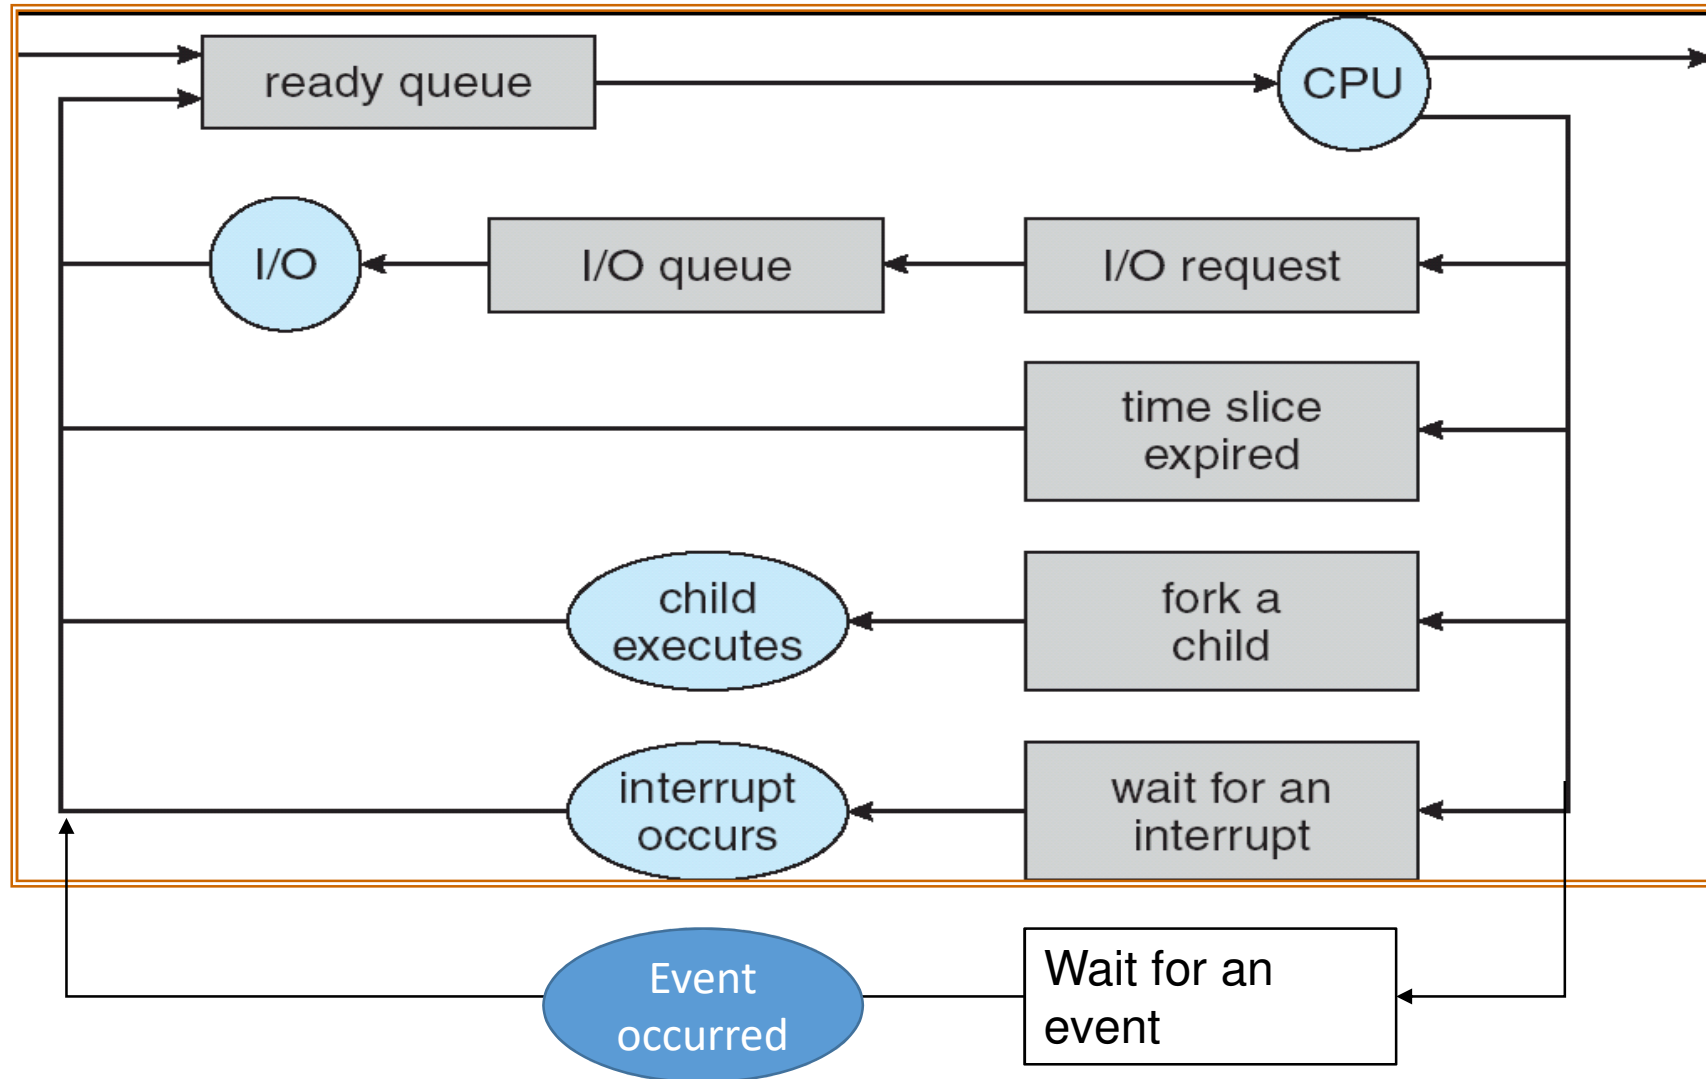 ready queue
CPU
I/O
I/O queue
I/O request
time slice
expired
child
executes
fork a
child
interrupt
occurs
wait for an
interrupt
Event
occurred
Wait for an
event